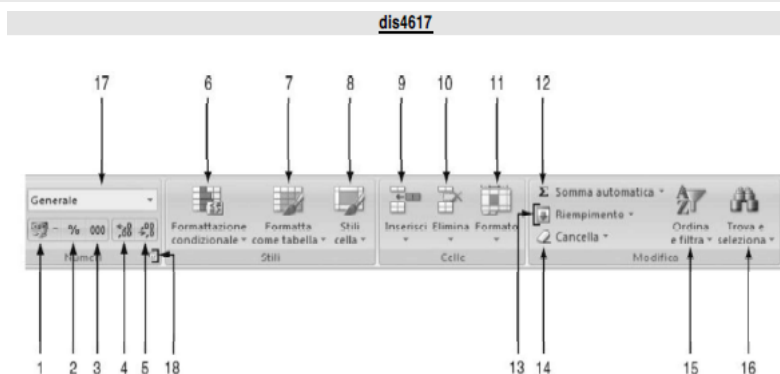 dis4617
17 6 7 8 9 10 11 12
Generale
% 000
Formattazione condizionale
Formatta come tabella
Stili cella
Inserisci
Elimina
Formato
Σ Somma automatica
Riempimento
Cancella
Ordina e filtra
Trova e seleziona
Stili
Modifica
1 2 3 4 5 18 13 14 15 16